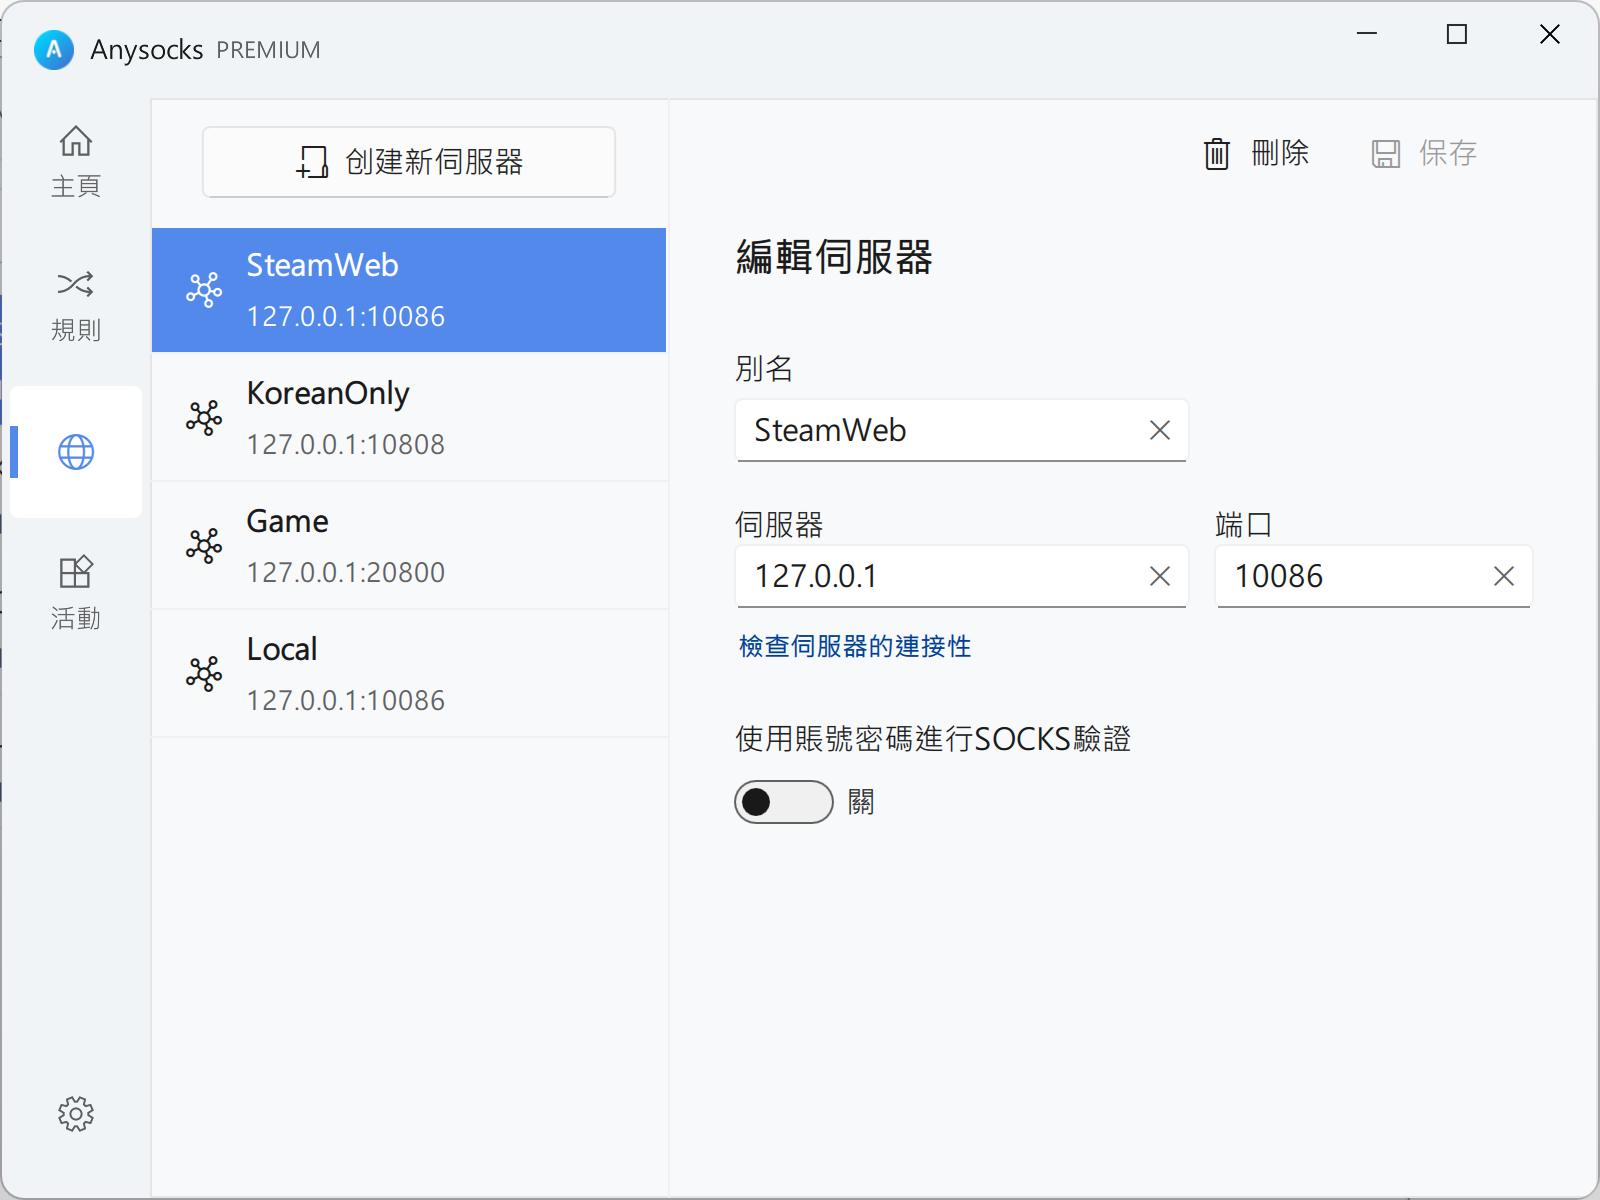 Anysocks PREMIUM
主頁
規則
活動
创建新伺服器
SteamWeb
127.0.0.1:10086
KoreanOnly
127.0.0.1:10808
Game
127.0.0.1:20800
Local
127.0.0.1:10086
刪除 保存
編輯伺服器
別名
SteamWeb
伺服器 端口
127.0.0.1 10086
檢查伺服器的連接性
使用賬號密碼進行SOCKS驗證
關